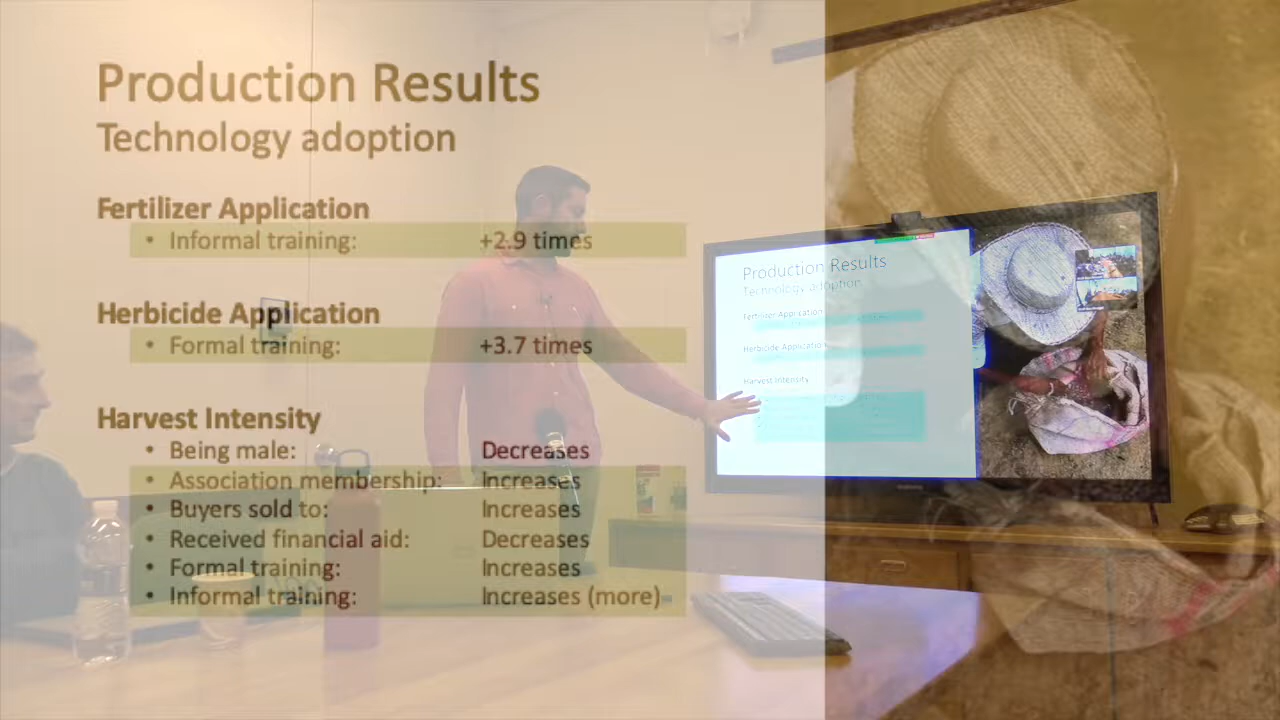 Production Results
Technology adoption
Fertilizer Application
• Informal training: +2.9 times
Herbicide Application
• Formal training: +3.7 times
Harvest Intensity
• Being male: Decreases
• Association membership: Increases
• Buyers sold to: Increases
• Received financial aid: Decreases
• Formal training: Increases
• Informal training: Increases (more)
Production Results
Technology adoption
Fertilizer Application
Herbicide Application
Harvest Intensity